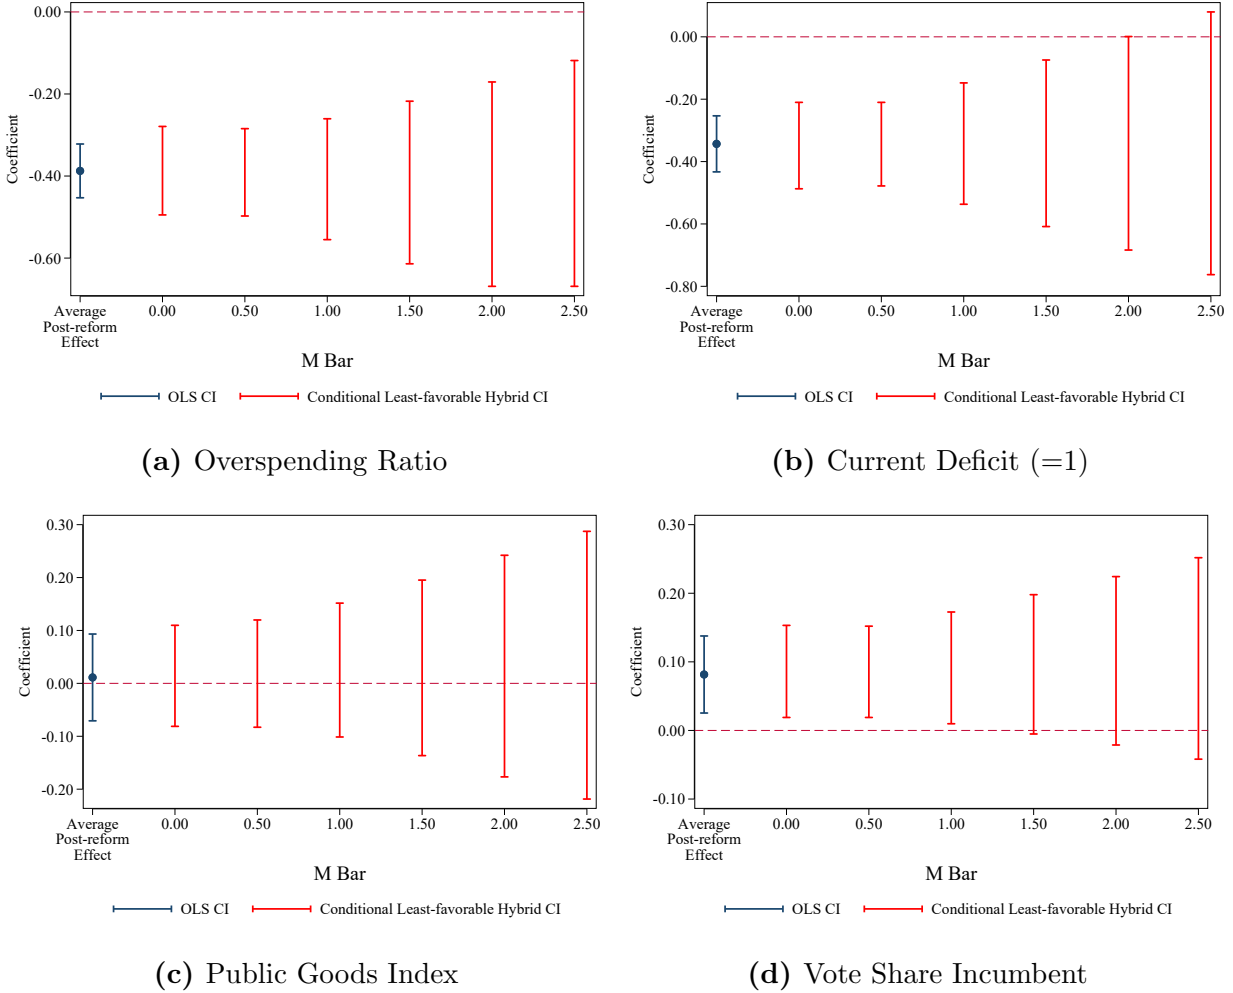 0.00
-0.20
-0.40
-0.60
Coefficient
Average
Post-reform
Effect
0.00 0.50 1.00 1.50 2.00 2.50
M Bar
OLS CI Conditional Least-favorable Hybrid CI
(a) Overspending Ratio
0.00
-0.20
-0.40
-0.60
-0.80
Coefficient
Average
Post-reform
Effect
0.00 0.50 1.00 1.50 2.00 2.50
M Bar
OLS CI Conditional Least-favorable Hybrid CI
(b) Current Deficit (=1)
0.30
0.20
0.10
0.00
-0.10
-0.20
Coefficient
Average
Post-reform
Effect
0.00 0.50 1.00 1.50 2.00 2.50
M Bar
OLS CI Conditional Least-favorable Hybrid CI
(c) Public Goods Index
0.30
0.20
0.10
0.00
-0.10
Coefficient
Average
Post-reform
Effect
0.00 0.50 1.00 1.50 2.00 2.50
M Bar
OLS CI Conditional Least-favorable Hybrid CI
(d) Vote Share Incumbent